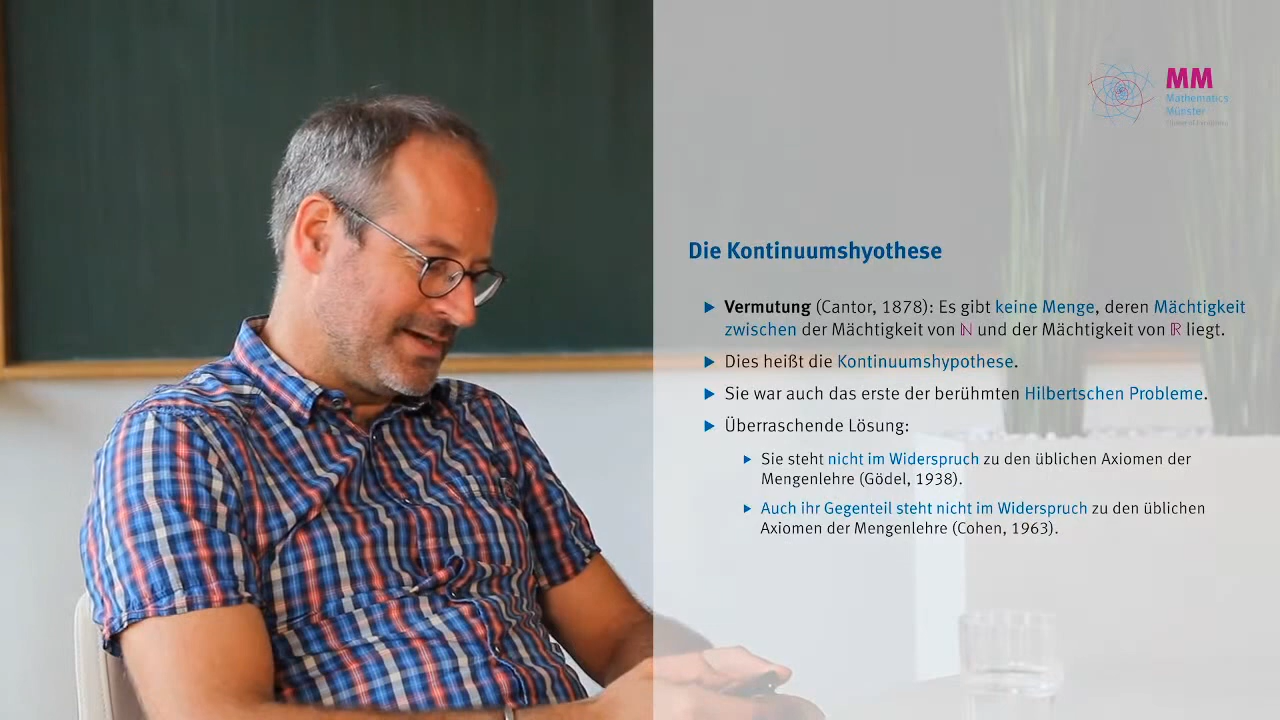 MM
Mathematics
Münster
Die Kontinuumshyothese
Vermutung (Cantor, 1878): Es gibt keine Menge, deren Mächtigkeit
zwischen der Mächtigkeit von ℕ und der Mächtigkeit von ℝ liegt.
Dies heißt die Kontinuumshypothese.
Sie war auch das erste der berühmten Hilbertschen Probleme.
Überraschende Lösung:
Sie steht nicht im Widerspruch zu den üblichen Axiomen der
Mengenlehre (Gödel, 1938).
Auch ihr Gegenteil steht nicht im Widerspruch zu den üblichen
Axiomen der Mengenlehre (Cohen, 1963).